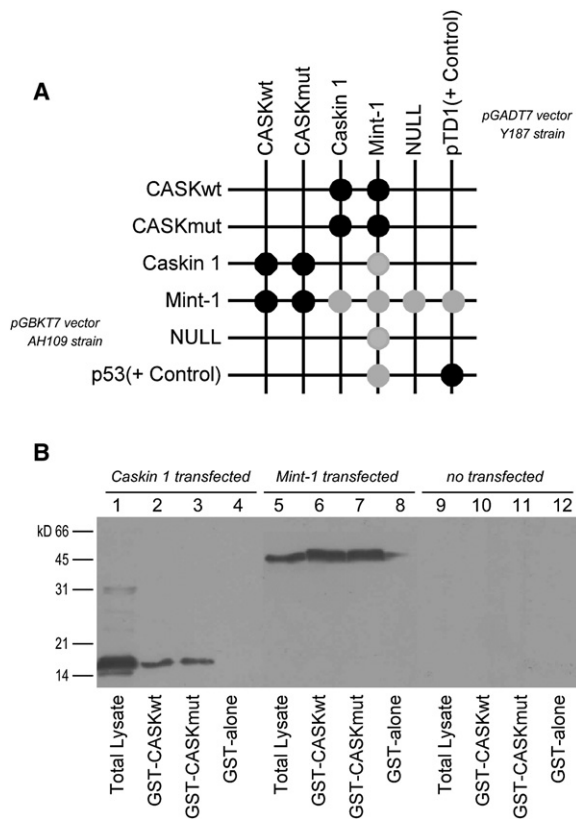 A
CASKwt
CASKmut
Caskin 1
Mint-1
NULL
pTD1(+ Control)
pGADT7 vector
Y187 strain
CASKwt
CASKmut
Caskin 1
Mint-1
NULL
p53(+ Control)
pGBKT7 vector
AH109 strain
B
Caskin 1 transfected
Mint-1 transfected
no transfected
1 2 3 4 5 6 7 8 9 10 11 12
kD 66
45
31
21
14
Total Lysate
GST-CASKwt
GST-CASKmut
GST-alone
Total Lysate
GST-CASKwt
GST-CASKmut
GST-alone
Total Lysate
GST-CASKwt
GST-CASKmut
GST-alone